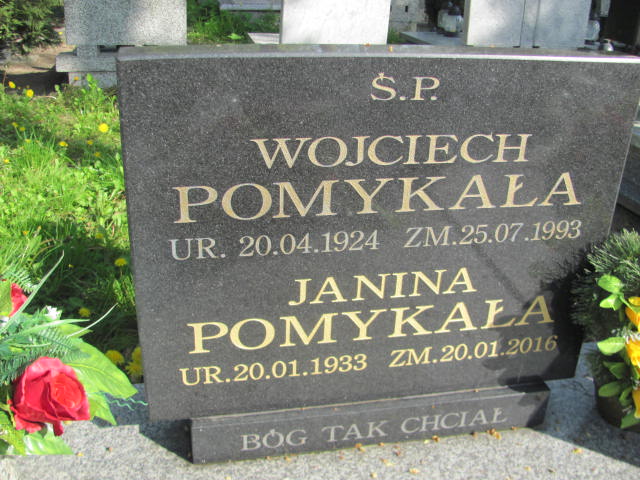 Ś.P.
WOJCIECH
POMYKAŁA
UR. 20.04.1924 ZM.25.07.1993
JANINA
POMYKAŁA
UR.20.01.1933 ZM.20.01.2016
BÓG TAK CHCIAŁ